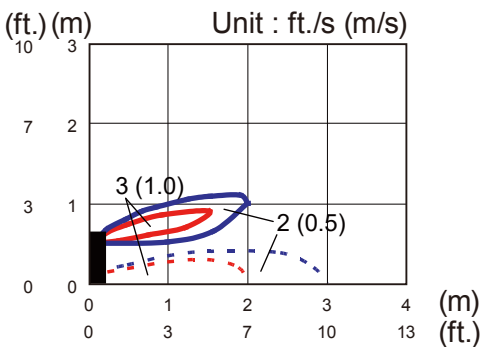 (ft.) (m) Unit : ft./s (m/s)
10 3
7 2
3 (1.0)
3 1
2 (0.5)
0 0
0 1 2 3 4 (m)
0 3 7 10 13 (ft.)